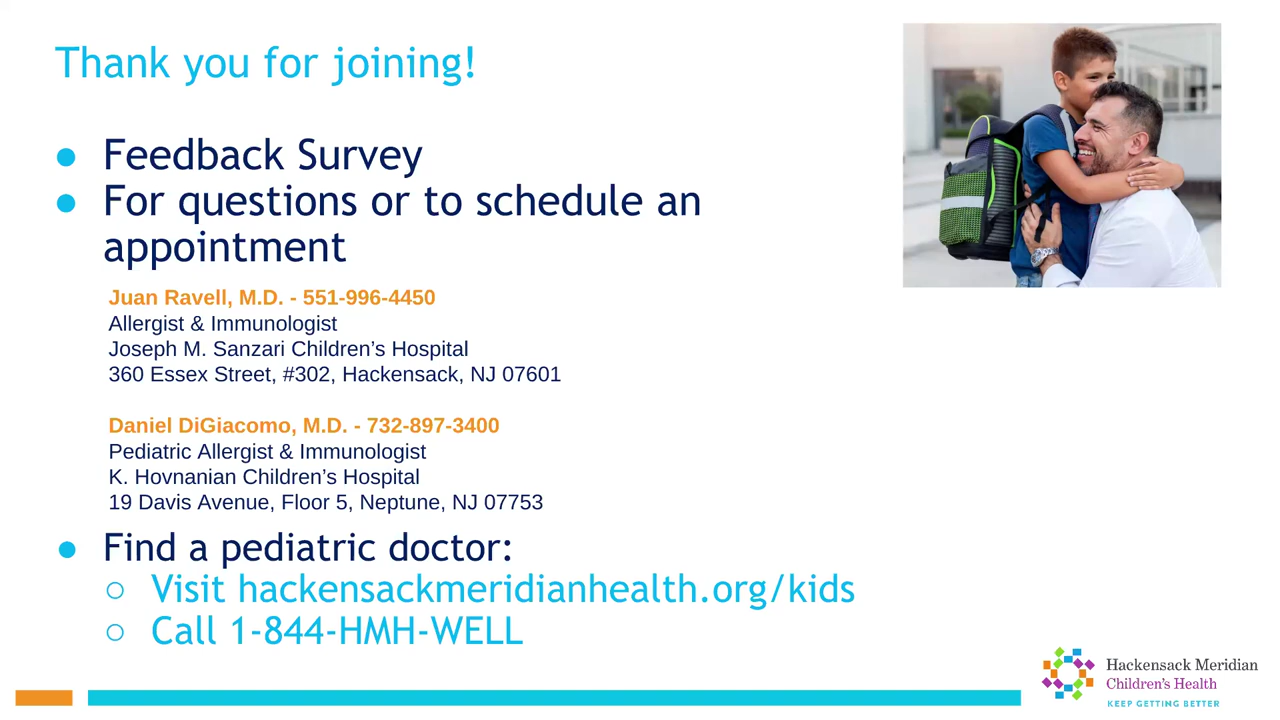 Thank you for joining!
● Feedback Survey
● For questions or to schedule an
appointment
Juan Ravell, M.D. - 551-996-4450
Allergist & Immunologist
Joseph M. Sanzari Children’s Hospital
360 Essex Street, #302, Hackensack, NJ 07601
Daniel DiGiacomo, M.D. - 732-897-3400
Pediatric Allergist & Immunologist
K. Hovnanian Children’s Hospital
19 Davis Avenue, Floor 5, Neptune, NJ 07753
● Find a pediatric doctor:
○ Visit hackensackmeridianhealth.org/kids
○ Call 1-844-HMH-WELL
Hackensack Meridian
Children’s Health
KEEP GETTING BETTER